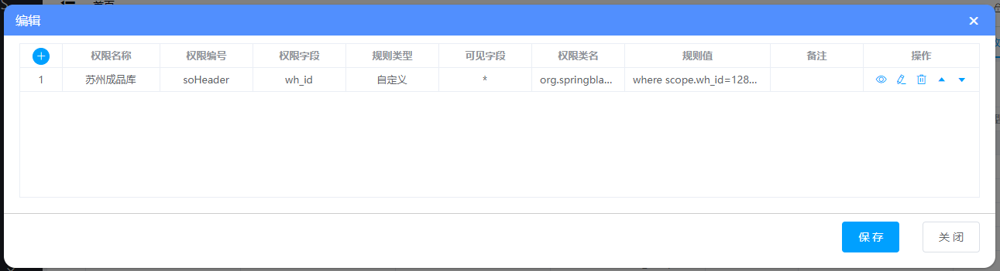 编辑
权限名称 权限编号 权限字段 规则类型 可见字段 权限类名 规则值 备注 操作
1 苏州成品库 soHeader wh_id 自定义 * org.springbla... where scope.wh_id=128...
保 存 关 闭